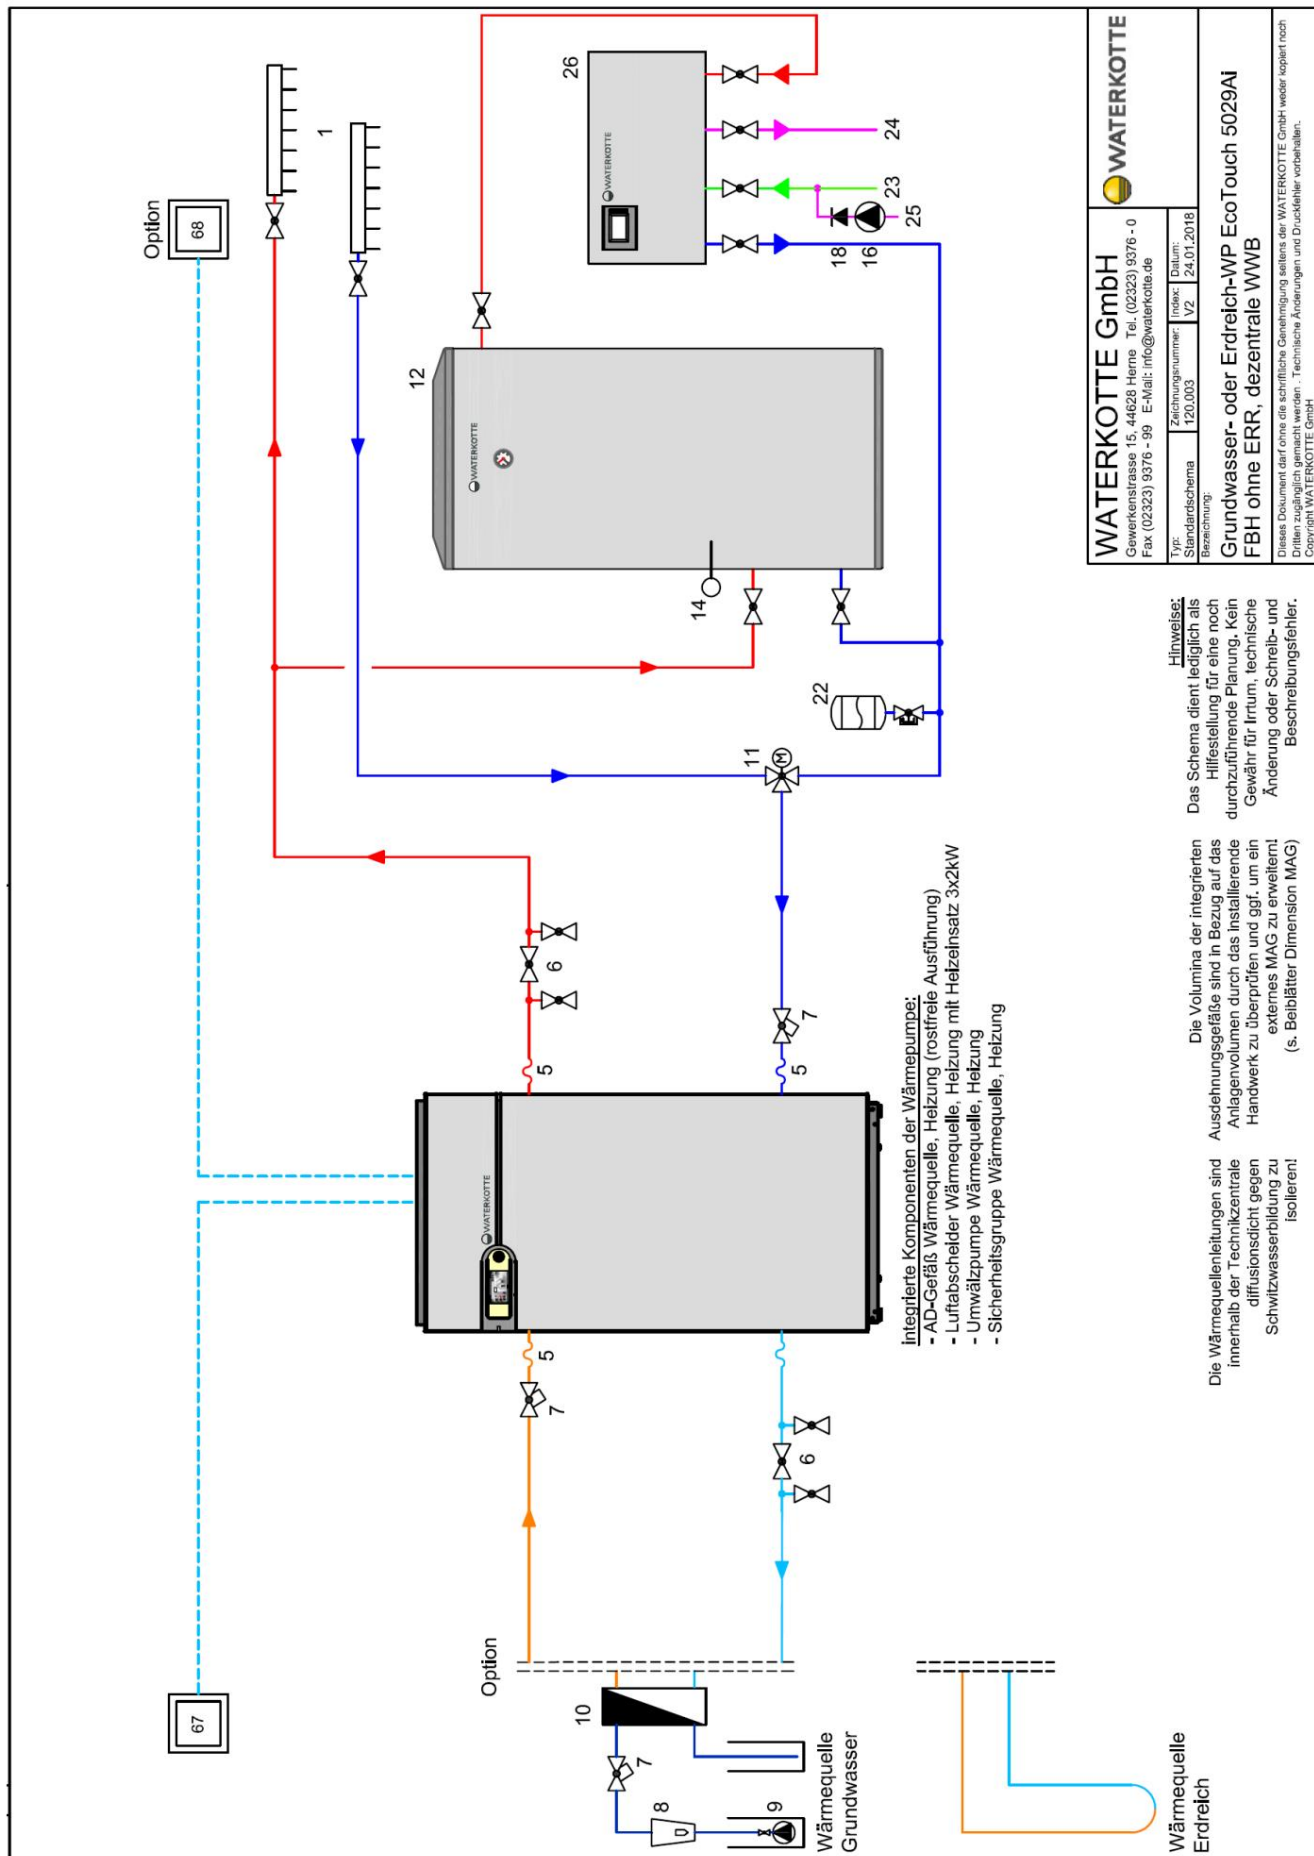 67
Option
68
1
12
WATERKOTTE
14
26
WATERKOTTE
24
23
25
18
16
22
11
M
6
5
7
5
WATERKOTTE
5
7
6
Option
10
7
8
9
Wärmequelle
Grundwasser
Wärmequelle
Erdreich
integrierte Komponenten der Wärmepumpe:
- AD-Gefäß Wärmequelle, Heizung (rostfreie Ausführung)
- Luftabscheider Wärmequelle, Heizung mit Heizeinsatz 3x2kW
- Umwälzpumpe Wärmequelle, Heizung
- Sicherheitsgruppe Wärmequelle, Heizung
Die Wärmequellenleitungen sind
innerhalb der Technikzentrale
diffusionsdicht gegen
Schwitzwasserbildung zu
isolieren!
Die Volumina der integrierten
Ausdehnungsgefäße sind in Bezug auf das
Anlagenvolumen durch das installierende
Handwerk zu überprüfen und ggf. um ein
externes MAG zu erweitern!
(s. Beiblätter Dimension MAG)
Hinweise:
Das Schema dient lediglich als
Hilfestellung für eine noch
durchzuführende Planung. Kein
Gewähr für Irrtum, technische
Änderung oder Schreib- und
Beschreibungsfehler.
WATERKOTTE GmbH
Gewerkenstrasse 15, 44628 Herne Tel. (02323) 9376 - 0
Fax (02323) 9376 - 99 E-Mail: info@waterkotte.de
WATERKOTTE
Typ:
Standardschema
Zeichnungsnummer:
120.003
Index:
V2
Datum:
24.01.2018
Bezeichnung:
Grundwasser- oder Erdreich-WP EcoTouch 5029Ai
FBH ohne ERR, dezentrale WWB
Dieses Dokument darf ohne die schriftliche Genehmigung seitens der WATERKOTTE GmbH weder kopiert noch
Dritten zugänglich gemacht werden . Technische Änderungen und Druckfehler vorbehalten.
Copyright WATERKOTTE GmbH